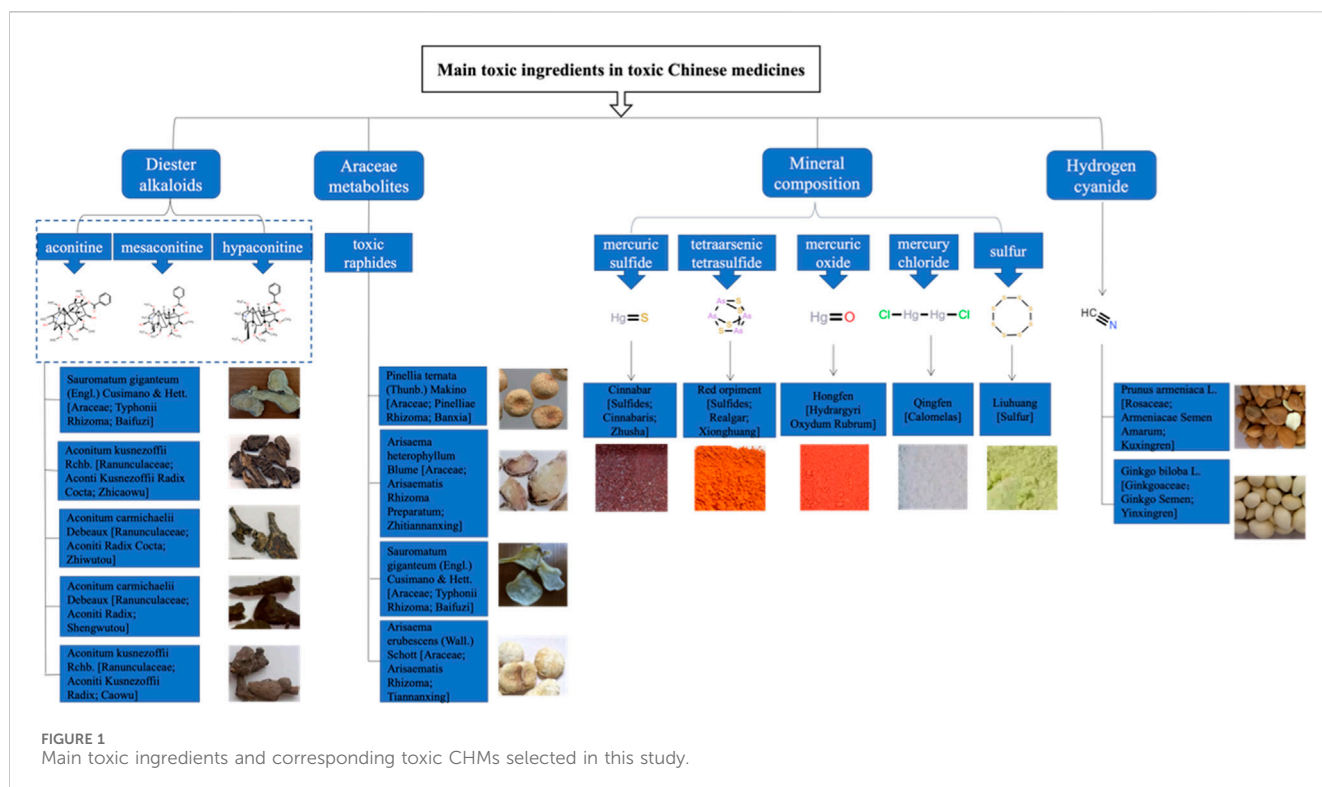 Main toxic ingredients in toxic Chinese medicines
Diester
alkaloids
Araceae
metabolites
Mineral
composition
Hydrogen
cyanide
aconitine
mesaconitine
hypaconitine
toxic
raphides
mercuric
sulfide
tetraarsenic
tetrasulfide
mercuric
oxide
mercury
chloride
sulfur
Hg=S
As
As
As
As
S
S
S
S
Hg=O
Cl-Hg-Hg-Cl
S
S
S
S
S
S
S
S
HC≡N
Sauromatum giganteum
(Engl.) Cusimano & Hett.
[Araceae; Typhonii
Rhizoma; Baifuzi]
Aconitum kusnezoffii
Rchb. [Ranunculaceae;
Aconti Kusnezoffii Radix
Cocta; Zhicaowu]
Aconitum carmichaelii
Debeaux [Ranunculaceae;
Aconiti Radix Cocta;
Zhiwutou]
Aconitum carmichaelii
Debeaux [Ranunculaceae;
Aconiti Radix;
Shengwutou]
Aconitum kusnezoffii
Rchb. [Ranunculaceae;
Aconiti Kusnezoffii
Radix; Caowu]
Pinellia ternata
(Thunb.) Makino
[Araceae; Pinelliae
Rhizoma; Banxia]
Arisaema
heterophyllum
Blume [Araceae;
Arisaematis
Rhizoma
Preparatum;
Zhitiannanxing]
Sauromatum
giganteum (Engl.)
Cusimano & Hett.
[Araceae; Typhonii
Rhizoma; Baifuzi]
Arisaema
erubescens (Wall.)
Schott [Araceae;
Arisaematis
Rhizoma;
Tiannanxing]
Cinnabar
[Sulfides;
Cinnabaris;
Zhusha]
Red orpiment
[Sulfides;
Realgar;
Xionghuang]
Hongfen
[Hydrargyri
Oxydum Rubrum]
Qingfen
[Calomelas]
Liuhuang
[Sulfur]
Prunus armeniaca L.
[Rosaceae;
Armeniacae Semen
Amarum;
Kuxingren]
Ginkgo biloba L.
[Ginkgoaceae;
Ginkgo Semen;
Yinxingren]
FIGURE 1
Main toxic ingredients and corresponding toxic CHMs selected in this study.